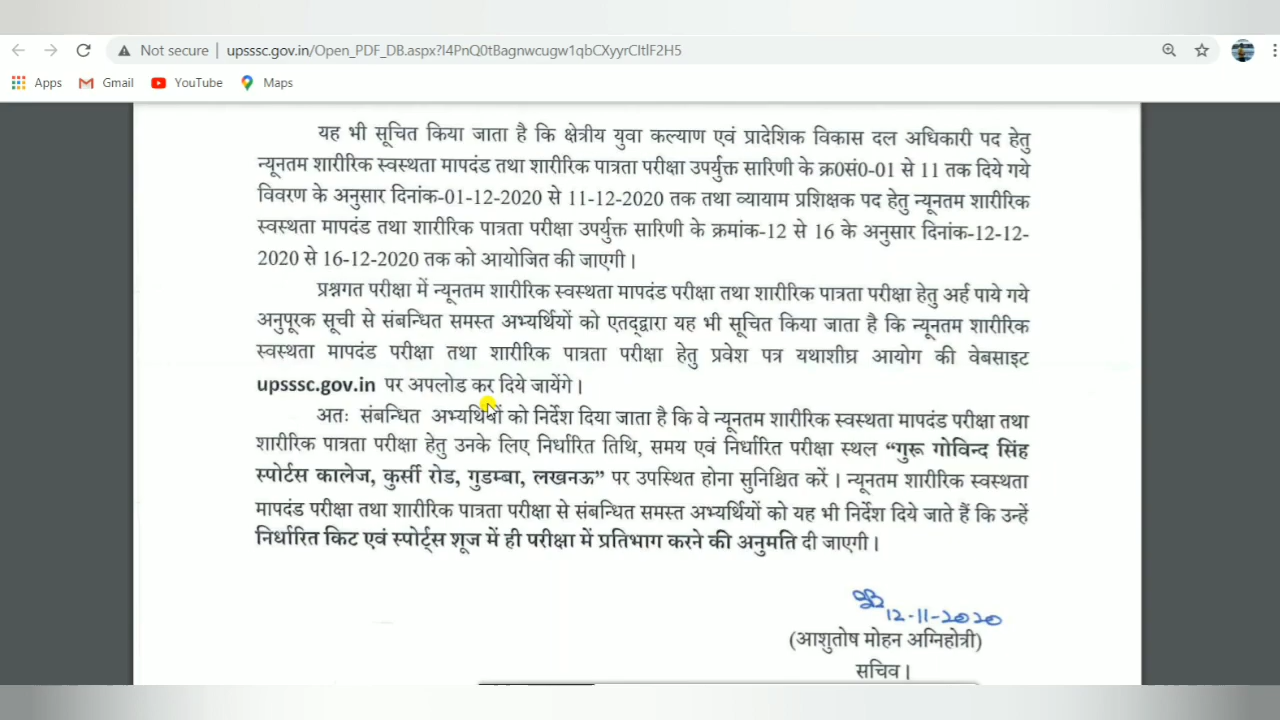 Not secure | upsssc.gov.in/Open_PDF_DB.aspx?I4PnQ0tBagnwcugw1qbCXyyrCItlF2H5
Apps Gmail YouTube Maps
यह भी सूचित किया जाता है कि क्षेत्रीय युवा कल्याण एवं प्रादेशिक विकास दल अधिकारी पद हेतु
न्यूनतम शारीरिक स्वस्थता मापदंड तथा शारीरिक पात्रता परीक्षा उपर्युक्त सारिणी के क्र0सं0-01 से 11 तक दिये गये
विवरण के अनुसार दिनांक-01-12-2020 से 11-12-2020 तक तथा व्यायाम प्रशिक्षक पद हेतु न्यूनतम शारीरिक
स्वस्थता मापदंड तथा शारीरिक पात्रता परीक्षा उपर्युक्त सारिणी के क्रमांक-12 से 16 के अनुसार दिनांक-12-12-
2020 से 16-12-2020 तक को आयोजित की जाएगी।
प्रश्नगत परीक्षा में न्यूनतम शारीरिक स्वस्थता मापदंड परीक्षा तथा शारीरिक पात्रता परीक्षा हेतु अर्ह पाये गये
अनुपूरक सूची से संबन्धित समस्त अभ्यर्थियों को एतद्द्वारा यह भी सूचित किया जाता है कि न्यूनतम शारीरिक
स्वस्थता मापदंड परीक्षा तथा शारीरिक पात्रता परीक्षा हेतु प्रवेश पत्र यथाशीघ्र आयोग की वेबसाइट
upsssc.gov.in पर अपलोड कर दिये जायेंगे।
अतः संबन्धित अभ्यर्थियों को निर्देश दिया जाता है कि वे न्यूनतम शारीरिक स्वस्थता मापदंड परीक्षा तथा
शारीरिक पात्रता परीक्षा हेतु उनके लिए निर्धारित तिथि, समय एवं निर्धारित परीक्षा स्थल “गुरू गोविन्द सिंह
स्पोर्टस कालेज, कुर्सी रोड, गुडम्बा, लखनऊ” पर उपस्थित होना सुनिश्चित करें। न्यूनतम शारीरिक स्वस्थता
मापदंड परीक्षा तथा शारीरिक पात्रता परीक्षा से संबन्धित समस्त अभ्यर्थियों को यह भी निर्देश दिये जाते हैं कि उन्हें
निर्धारित किट एवं स्पोर्ट्स शूज में ही परीक्षा में प्रतिभाग करने की अनुमति दी जाएगी।
12-11-2020
(आशुतोष मोहन अग्निहोत्री)
सचिव।